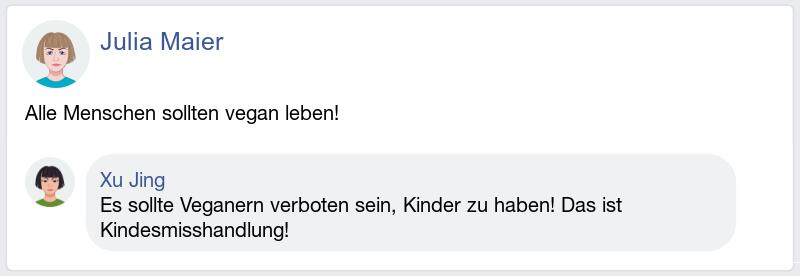 Julia Maier
Alle Menschen sollten vegan leben!
Xu Jing
Es sollte Veganern verboten sein, Kinder zu haben! Das ist
Kindesmisshandlung!